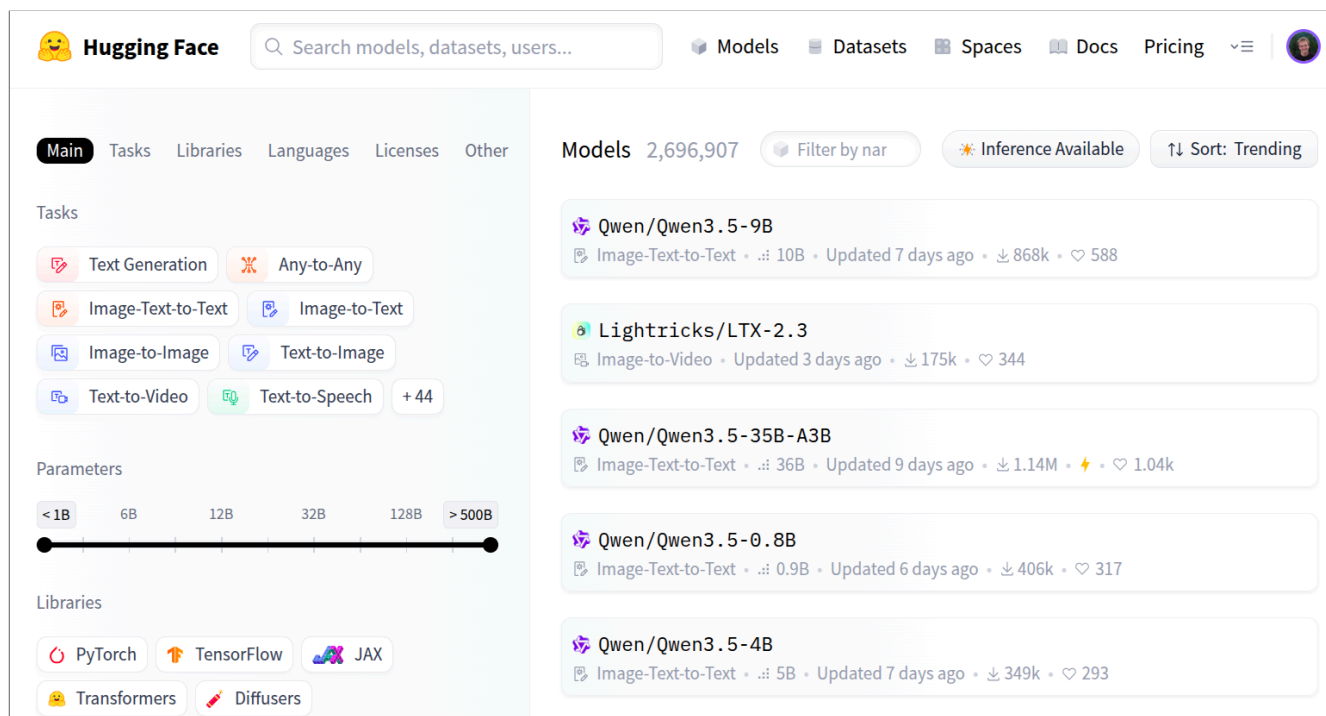 Hugging Face
Search models, datasets, users...
Models
Datasets
Spaces
Docs
Pricing
Main Tasks Libraries Languages Licenses Other
Tasks
Text Generation Any-to-Any
Image-Text-to-Text Image-to-Text
Image-to-Image Text-to-Image
Text-to-Video Text-to-Speech + 44
Parameters
< 1B 6B 12B 32B 128B > 500B
Libraries
PyTorch TensorFlow JAX
Transformers Diffusers
Models 2,696,907 Filter by nar Inference Available Sort: Trending
Qwen/Qwen3.5-9B
Image-Text-to-Text • 10B • Updated 7 days ago • 868k • 588
Lightricks/LTX-2.3
Image-to-Video • Updated 3 days ago • 175k • 344
Qwen/Qwen3.5-35B-A3B
Image-Text-to-Text • 36B • Updated 9 days ago • 1.14M • • 1.04k
Qwen/Qwen3.5-0.8B
Image-Text-to-Text • 0.9B • Updated 6 days ago • 406k • 317
Qwen/Qwen3.5-4B
Image-Text-to-Text • 5B • Updated 7 days ago • 349k • 293